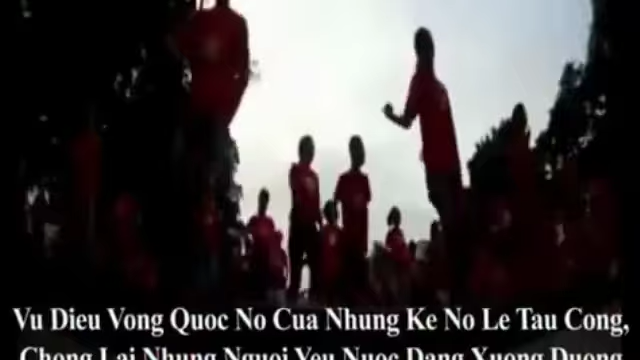 Vu Dieu Vong Quoc No Cua Nhung Ke No Le Tau Cong,
Chong Lai Nhung Nguoi Yeu Nuoc Dang Xuong Duong